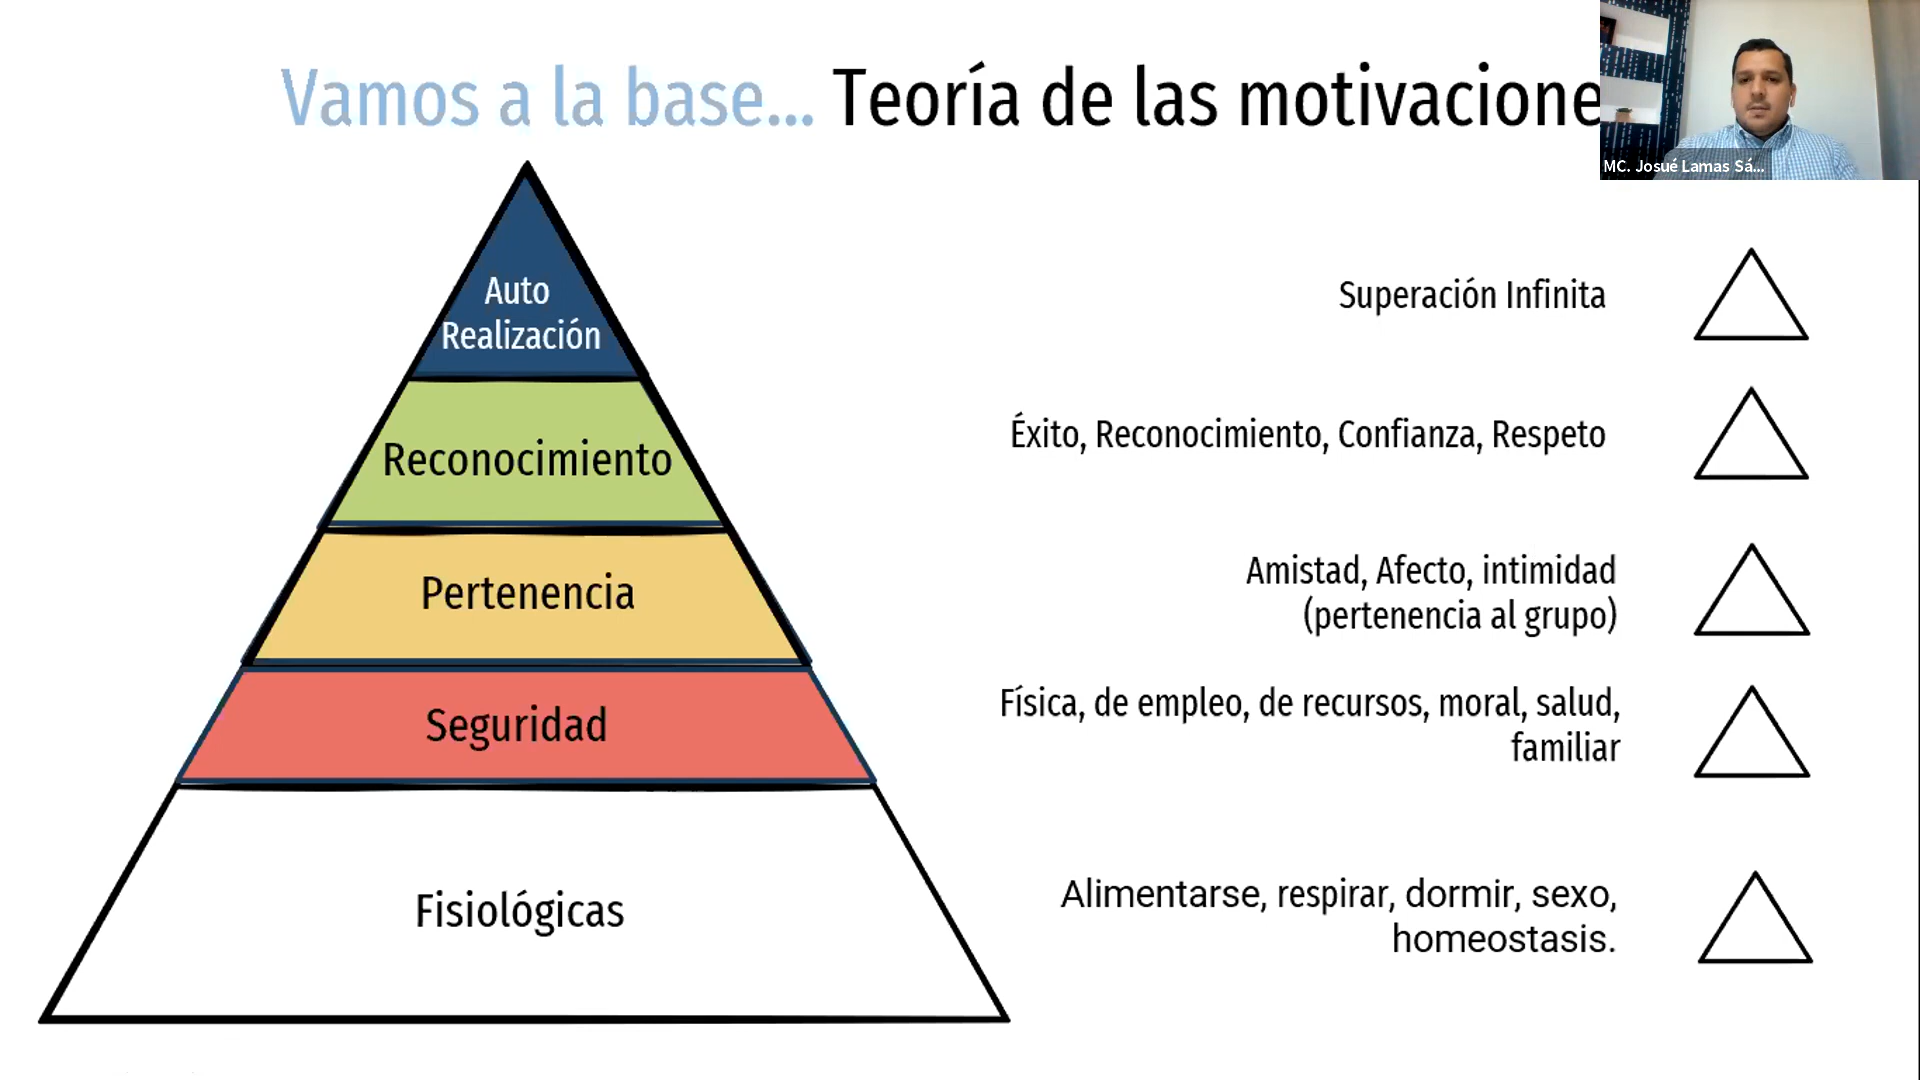 Vamos a la base... Teoría de las motivacione
MC. Josué Lamas Sá...
Auto
Realización
Superación Infinita
Reconocimiento
Éxito, Reconocimiento, Confianza, Respeto
Pertenencia
Amistad, Afecto, intimidad
(pertenencia al grupo)
Seguridad
Física, de empleo, de recursos, moral, salud,
familiar
Fisiológicas
Alimentarse, respirar, dormir, sexo,
homeostasis.